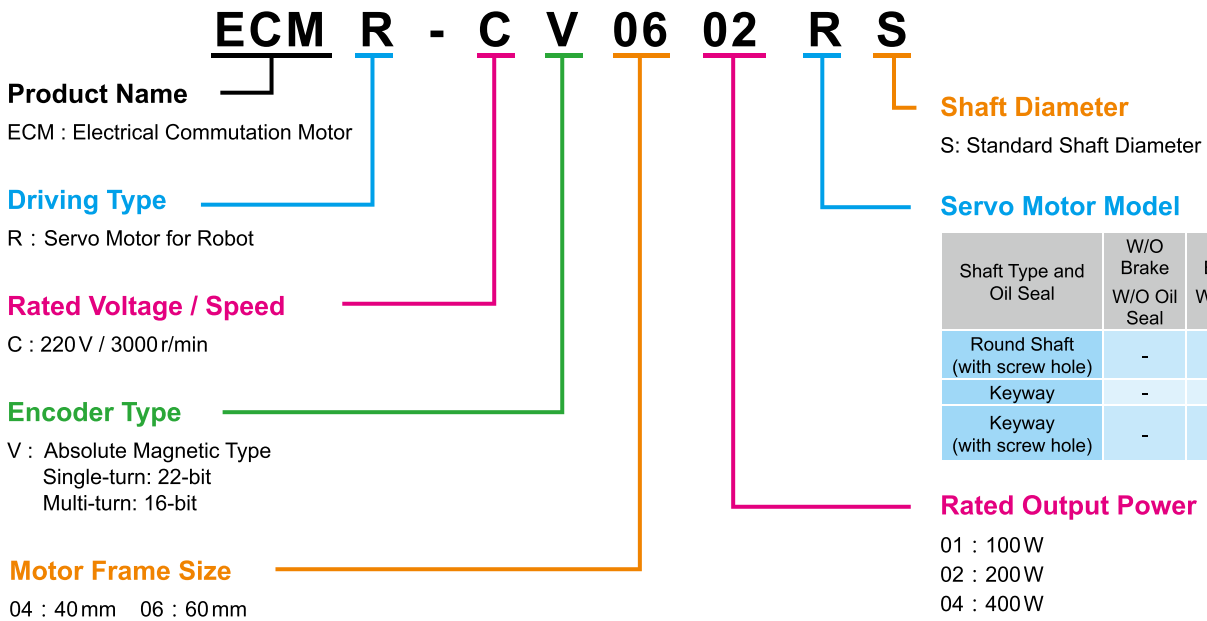 ECM R - C V 06 02 R S
Product Name
ECM : Electrical Commutation Motor
Driving Type
R : Servo Motor for Robot
Rated Voltage / Speed
C : 220 V / 3000 r/min
Encoder Type
V : Absolute Magnetic Type
Single-turn: 22-bit
Multi-turn: 16-bit
Motor Frame Size
04 : 40 mm 06 : 60 mm
Shaft Diameter
S: Standard Shaft Diameter
Servo Motor Model
Shaft Type and
Oil Seal
W/O
Brake
W/O Oil
Seal
Round Shaft
(with screw hole)
-
Keyway
-
Keyway
(with screw hole)
-
Rated Output Power
01 : 100 W
02 : 200 W
04 : 400 W